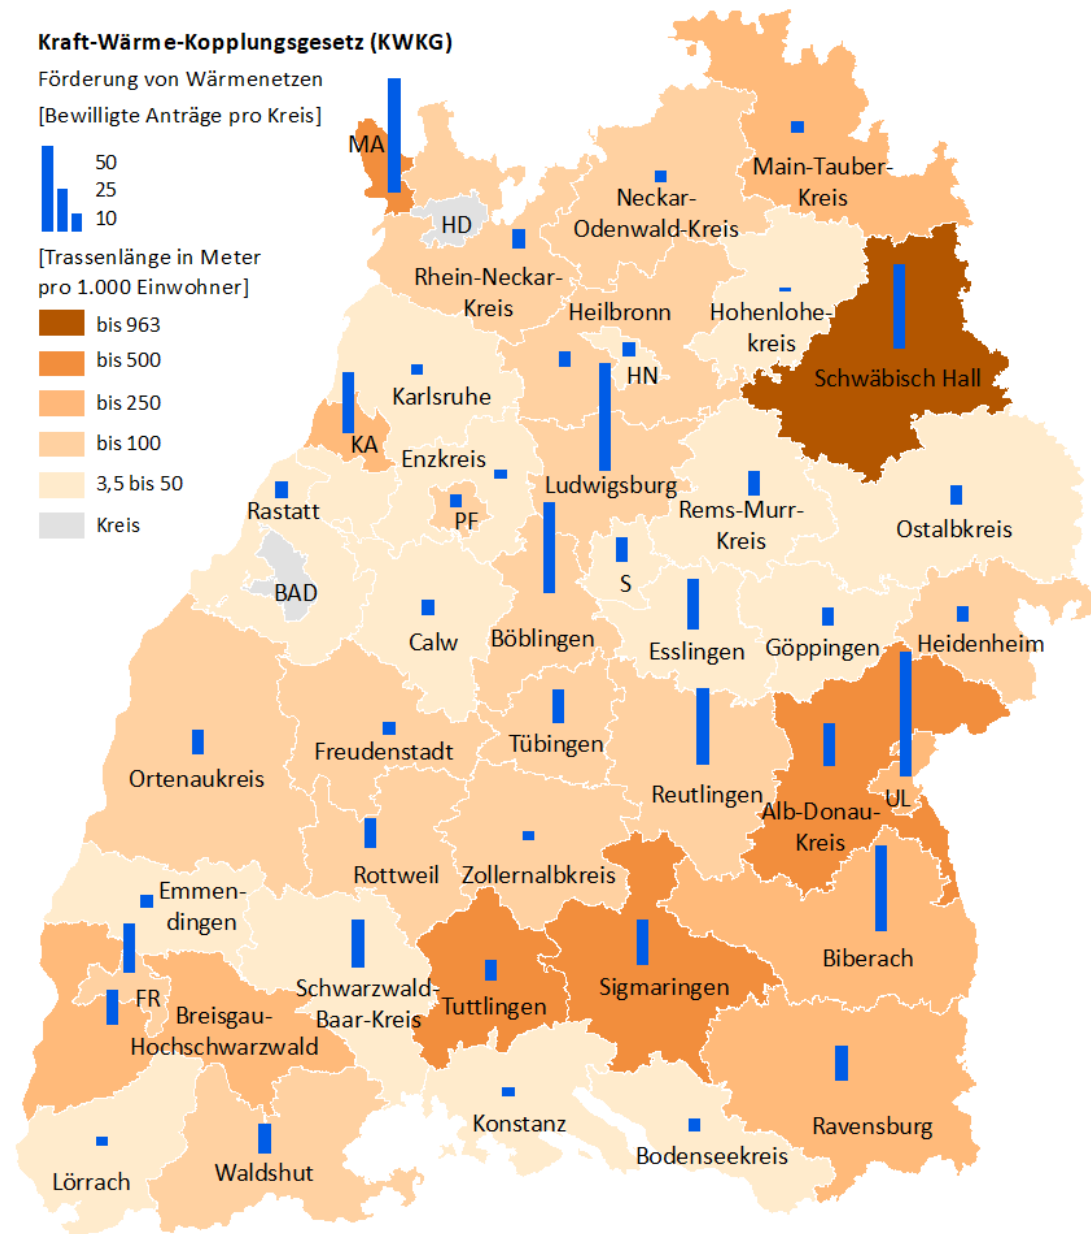 Kraft-Wärme-Kopplungsgesetz (KWKG)
Förderung von Wärmenetzen
[Bewilligte Anträge pro Kreis]
50
25
10
[Trassenlänge in Meter
pro 1.000 Einwohner]
bis 963
bis 500
bis 250
bis 100
3,5 bis 50
Kreis
MA
HD
Main-Tauber-
Kreis
Neckar-
Odenwald-Kreis
Rhein-Neckar-
Kreis
Heilbronn
Hohenlohe-
kreis
HN
Schwäbisch Hall
Karlsruhe
KA
Enzkreis
Ludwigsburg
Rastatt
PF
Rems-Murr-
Kreis
Ostalbkreis
BAD
S
Calw
Böblingen
Esslingen
Göppingen
Heidenheim
Ortenaukreis
Freudenstadt
Tübingen
Reutlingen
UL
Alb-Donau-
Kreis
Rottweil
Zollernalbkreis
Emmen-
dingen
Biberach
FR
Schwarzwald-
Baar-Kreis
Tuttlingen
Sigmaringen
Breisgau-
Hochschwarzwald
Konstanz
Ravensburg
Bodenseekreis
Lörrach
Waldshut